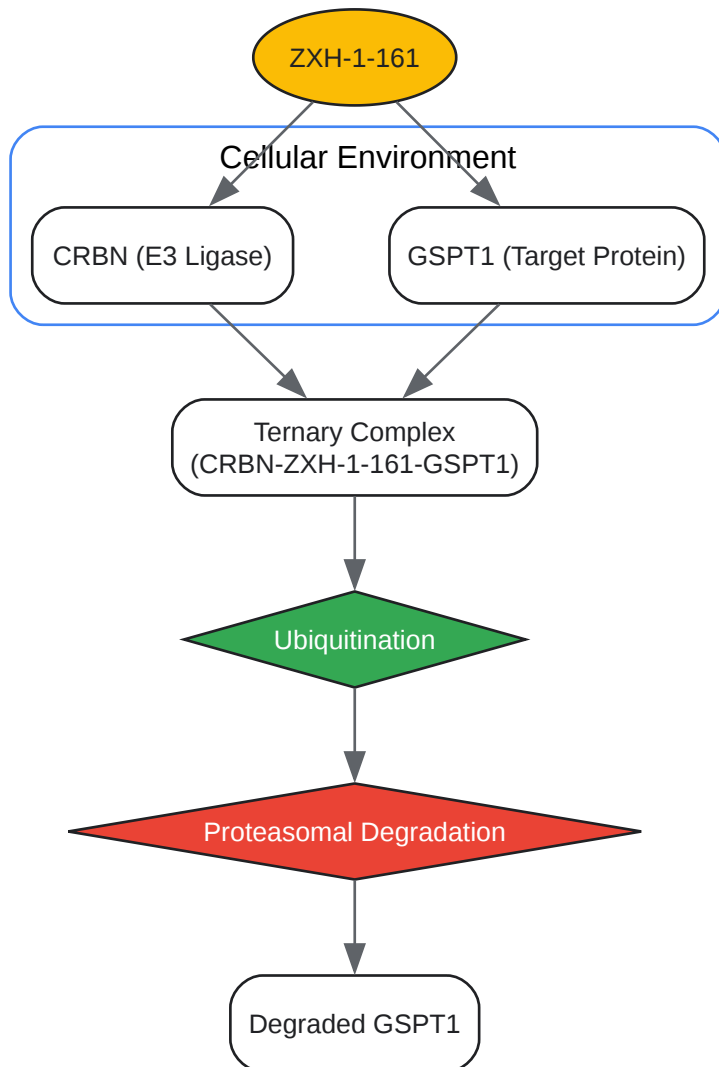 ZXH-1-161
Cellular Environment
CRBN (E3 Ligase)
GSPT1 (Target Protein)
Ternary Complex
(CRBN-ZXH-1-161-GSPT1)
Ubiquitination
Proteasomal Degradation
Degraded GSPT1